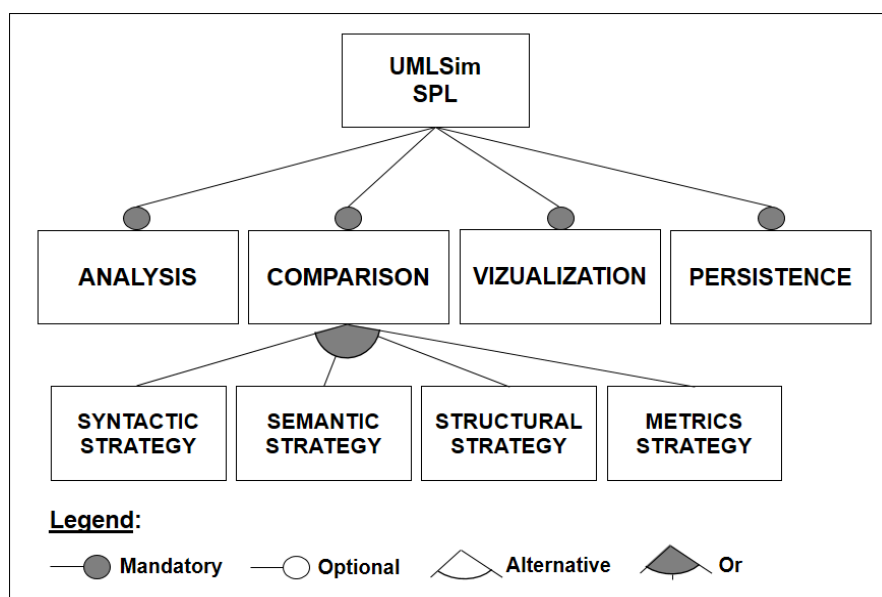 UMLSim
SPL
ANALYSIS
COMPARISON
VIZUALIZATION
PERSISTENCE
SYNTACTIC
STRATEGY
SEMANTIC
STRATEGY
STRUCTURAL
STRATEGY
METRICS
STRATEGY
Legend:
Mandatory
Optional
Alternative
Or